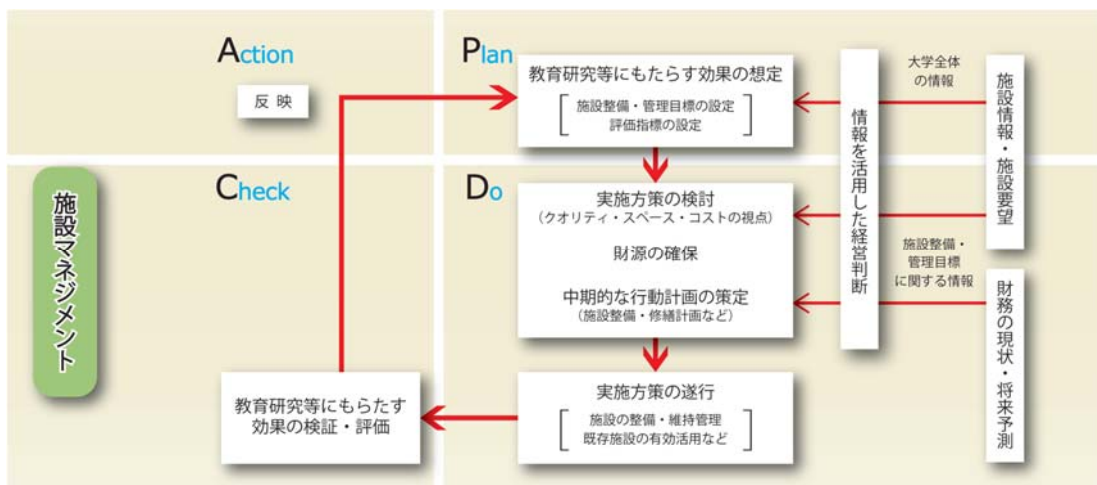 Action
反 映
Plan
教育研究等にもたらす効果の想定
施設整備・管理目標の設定
評価指標の設定
施設マネジメント
Check
教育研究等にもらたす
効果の検証・評価
Do
実施方策の検討
（クオリティ・スペース・コストの視点）
財源の確保
中期的な行動計画の策定
（施設整備・修繕計画など）
実施方策の遂行
施設の整備・維持管理
既存施設の有効活用など
情報を活用した経営判断
大学全体
の情報
施設整備・
管理目標
に関する情報
施設情報・施設要望
財務の現状・将来予測